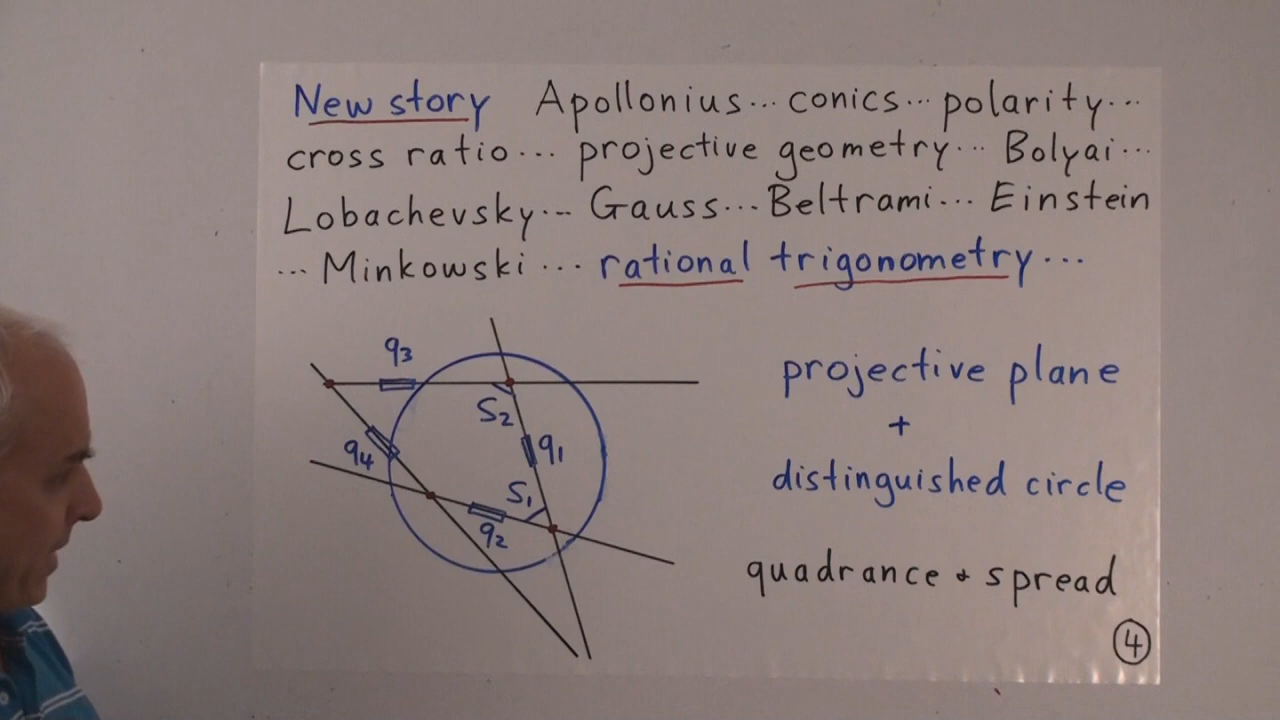 New story Apollonius... conics... polarity...
cross ratio... projective geometry... Bolyai...
Lobachevsky... Gauss... Beltrami... Einstein
... Minkowski ... rational trigonometry...
q3
S2
q4
q1
S1
q2
projective plane
+
distinguished circle
quadrance + spread
4